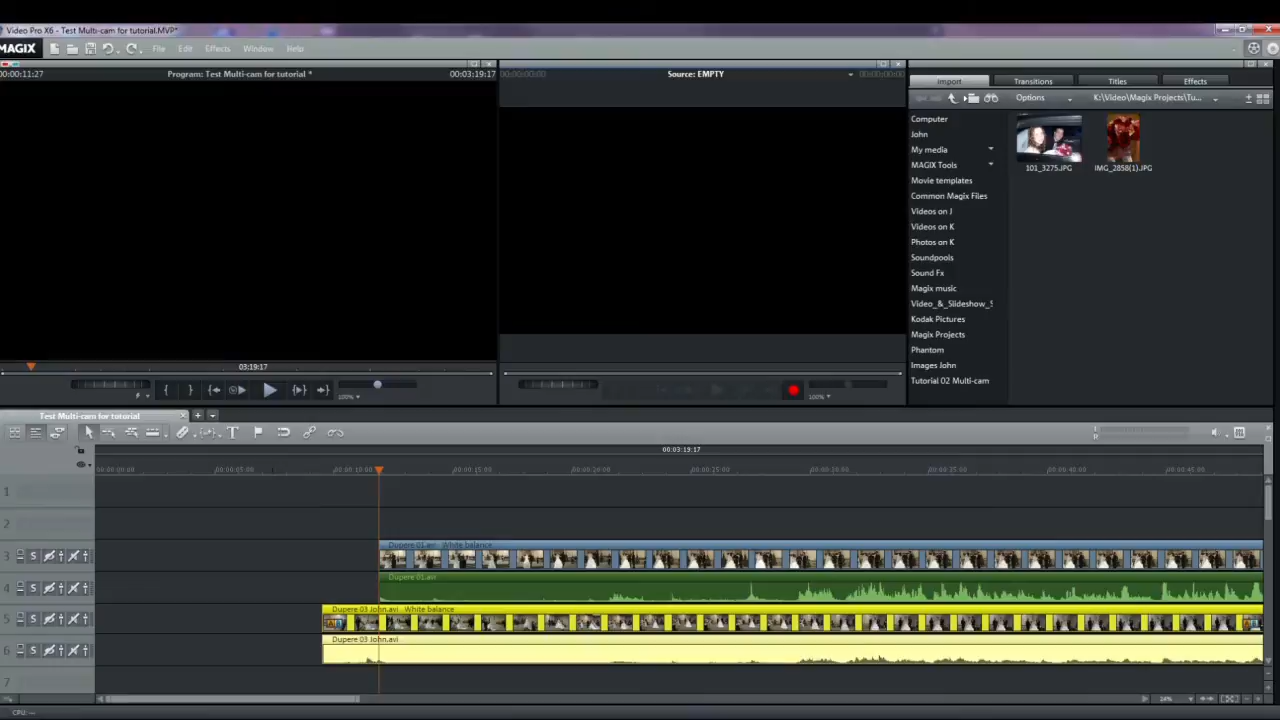 Video Pro X6 - Test Multi-cam for tutorial.MVP*
MAGIX File Edit Effects Window Help
00:00:11:27 Program: Test Multi-cam for tutorial * 00:03:19:17
00:00:00:00 Source: EMPTY 00:00:00:00
Import Transitions Titles Effects
Options K:\Video\Magix Projects\Tu...
Computer
John
My media
MAGIX Tools
Movie templates
Common Magix Files
Videos on J
Videos on K
Photos on K
Soundpools
Sound Fx
Magix music
Video_&_Slideshow_S
Kodak Pictures
Magix Projects
Phantom
Images John
Tutorial 02 Multi-cam
101_3275.JPG IMG_2858(1).JPG
03:19:17
100% 100%
Test Multi-cam for tutorial
00:03:19:17
00:00:00:00 00:00:05:00 00:00:10:00 00:00:15:00 00:00:20:00 00:00:25:00 00:00:40:00 00:00:45:00
1
2
3 S Dupere 01.avi White balance
4 S Dupere 01.avi
5 S Dupere 03 John.avi White balance
6 S Dupere 03 John.avi
7
CPU: ---